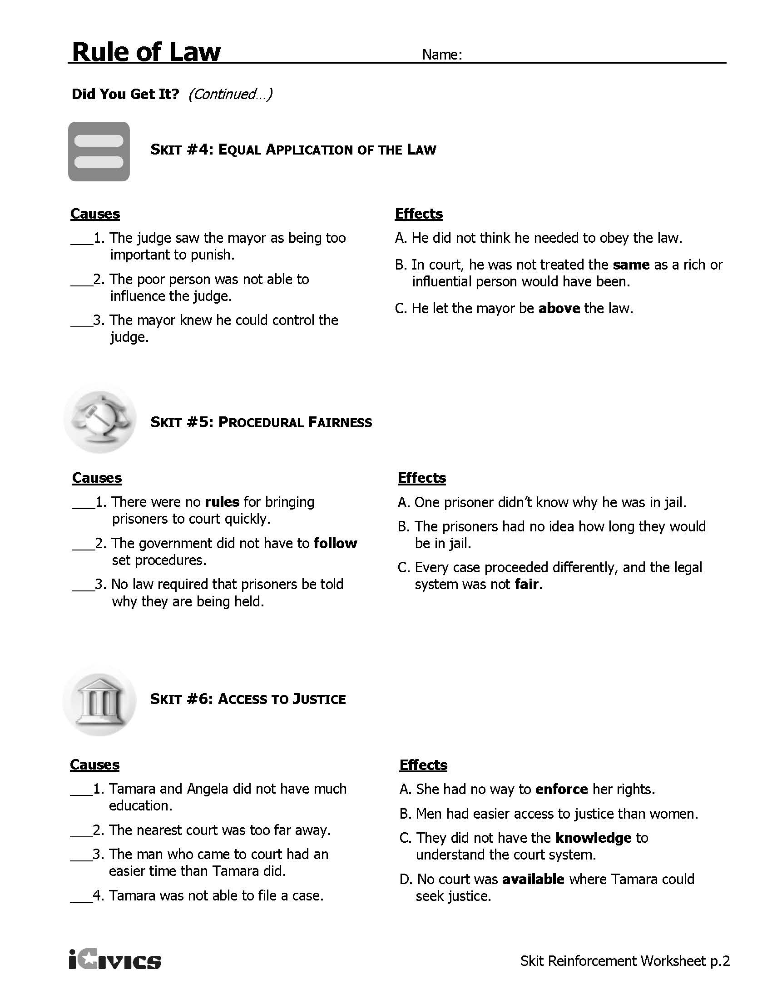 Rule of Law
Name:
Did You Get It? (Continued…)
SKIT #4: EQUAL APPLICATION OF THE LAW
Causes
___1. The judge saw the mayor as being too
important to punish.
___2. The poor person was not able to
influence the judge.
___3. The mayor knew he could control the
judge.
Effects
A. He did not think he needed to obey the law.
B. In court, he was not treated the same as a rich or
influential person would have been.
C. He let the mayor be above the law.
SKIT #5: PROCEDURAL FAIRNESS
Causes
___1. There were no rules for bringing
prisoners to court quickly.
___2. The government did not have to follow
set procedures.
___3. No law required that prisoners be told
why they are being held.
Effects
A. One prisoner didn’t know why he was in jail.
B. The prisoners had no idea how long they would
be in jail.
C. Every case proceeded differently, and the legal
system was not fair.
SKIT #6: ACCESS TO JUSTICE
Causes
___1. Tamara and Angela did not have much
education.
___2. The nearest court was too far away.
___3. The man who came to court had an
easier time than Tamara did.
___4. Tamara was not able to file a case.
Effects
A. She had no way to enforce her rights.
B. Men had easier access to justice than women.
C. They did not have the knowledge to
understand the court system.
D. No court was available where Tamara could
seek justice.
iCivics
Skit Reinforcement Worksheet p.2